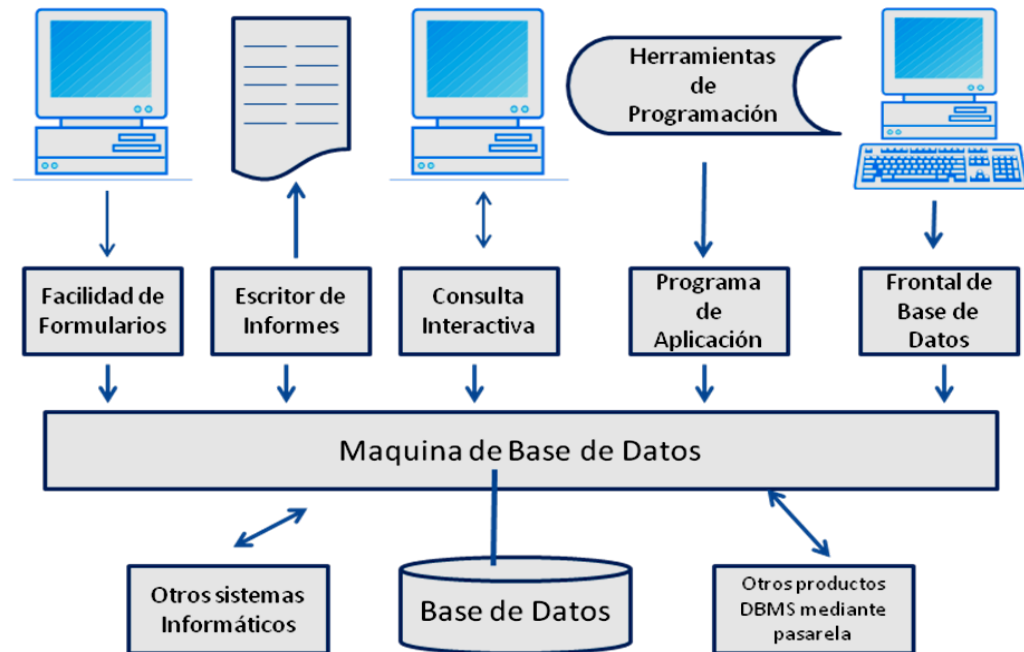 Herramientas
de
Programación
Facilidad de
Formularios
Escritor de
Informes
Consulta
Interactiva
Programa
de
Aplicación
Frontal de
Base de
Datos
Maquina de Base de Datos
Otros sistemas
Informáticos
Base de Datos
Otros productos
DBMS mediante
pasarela